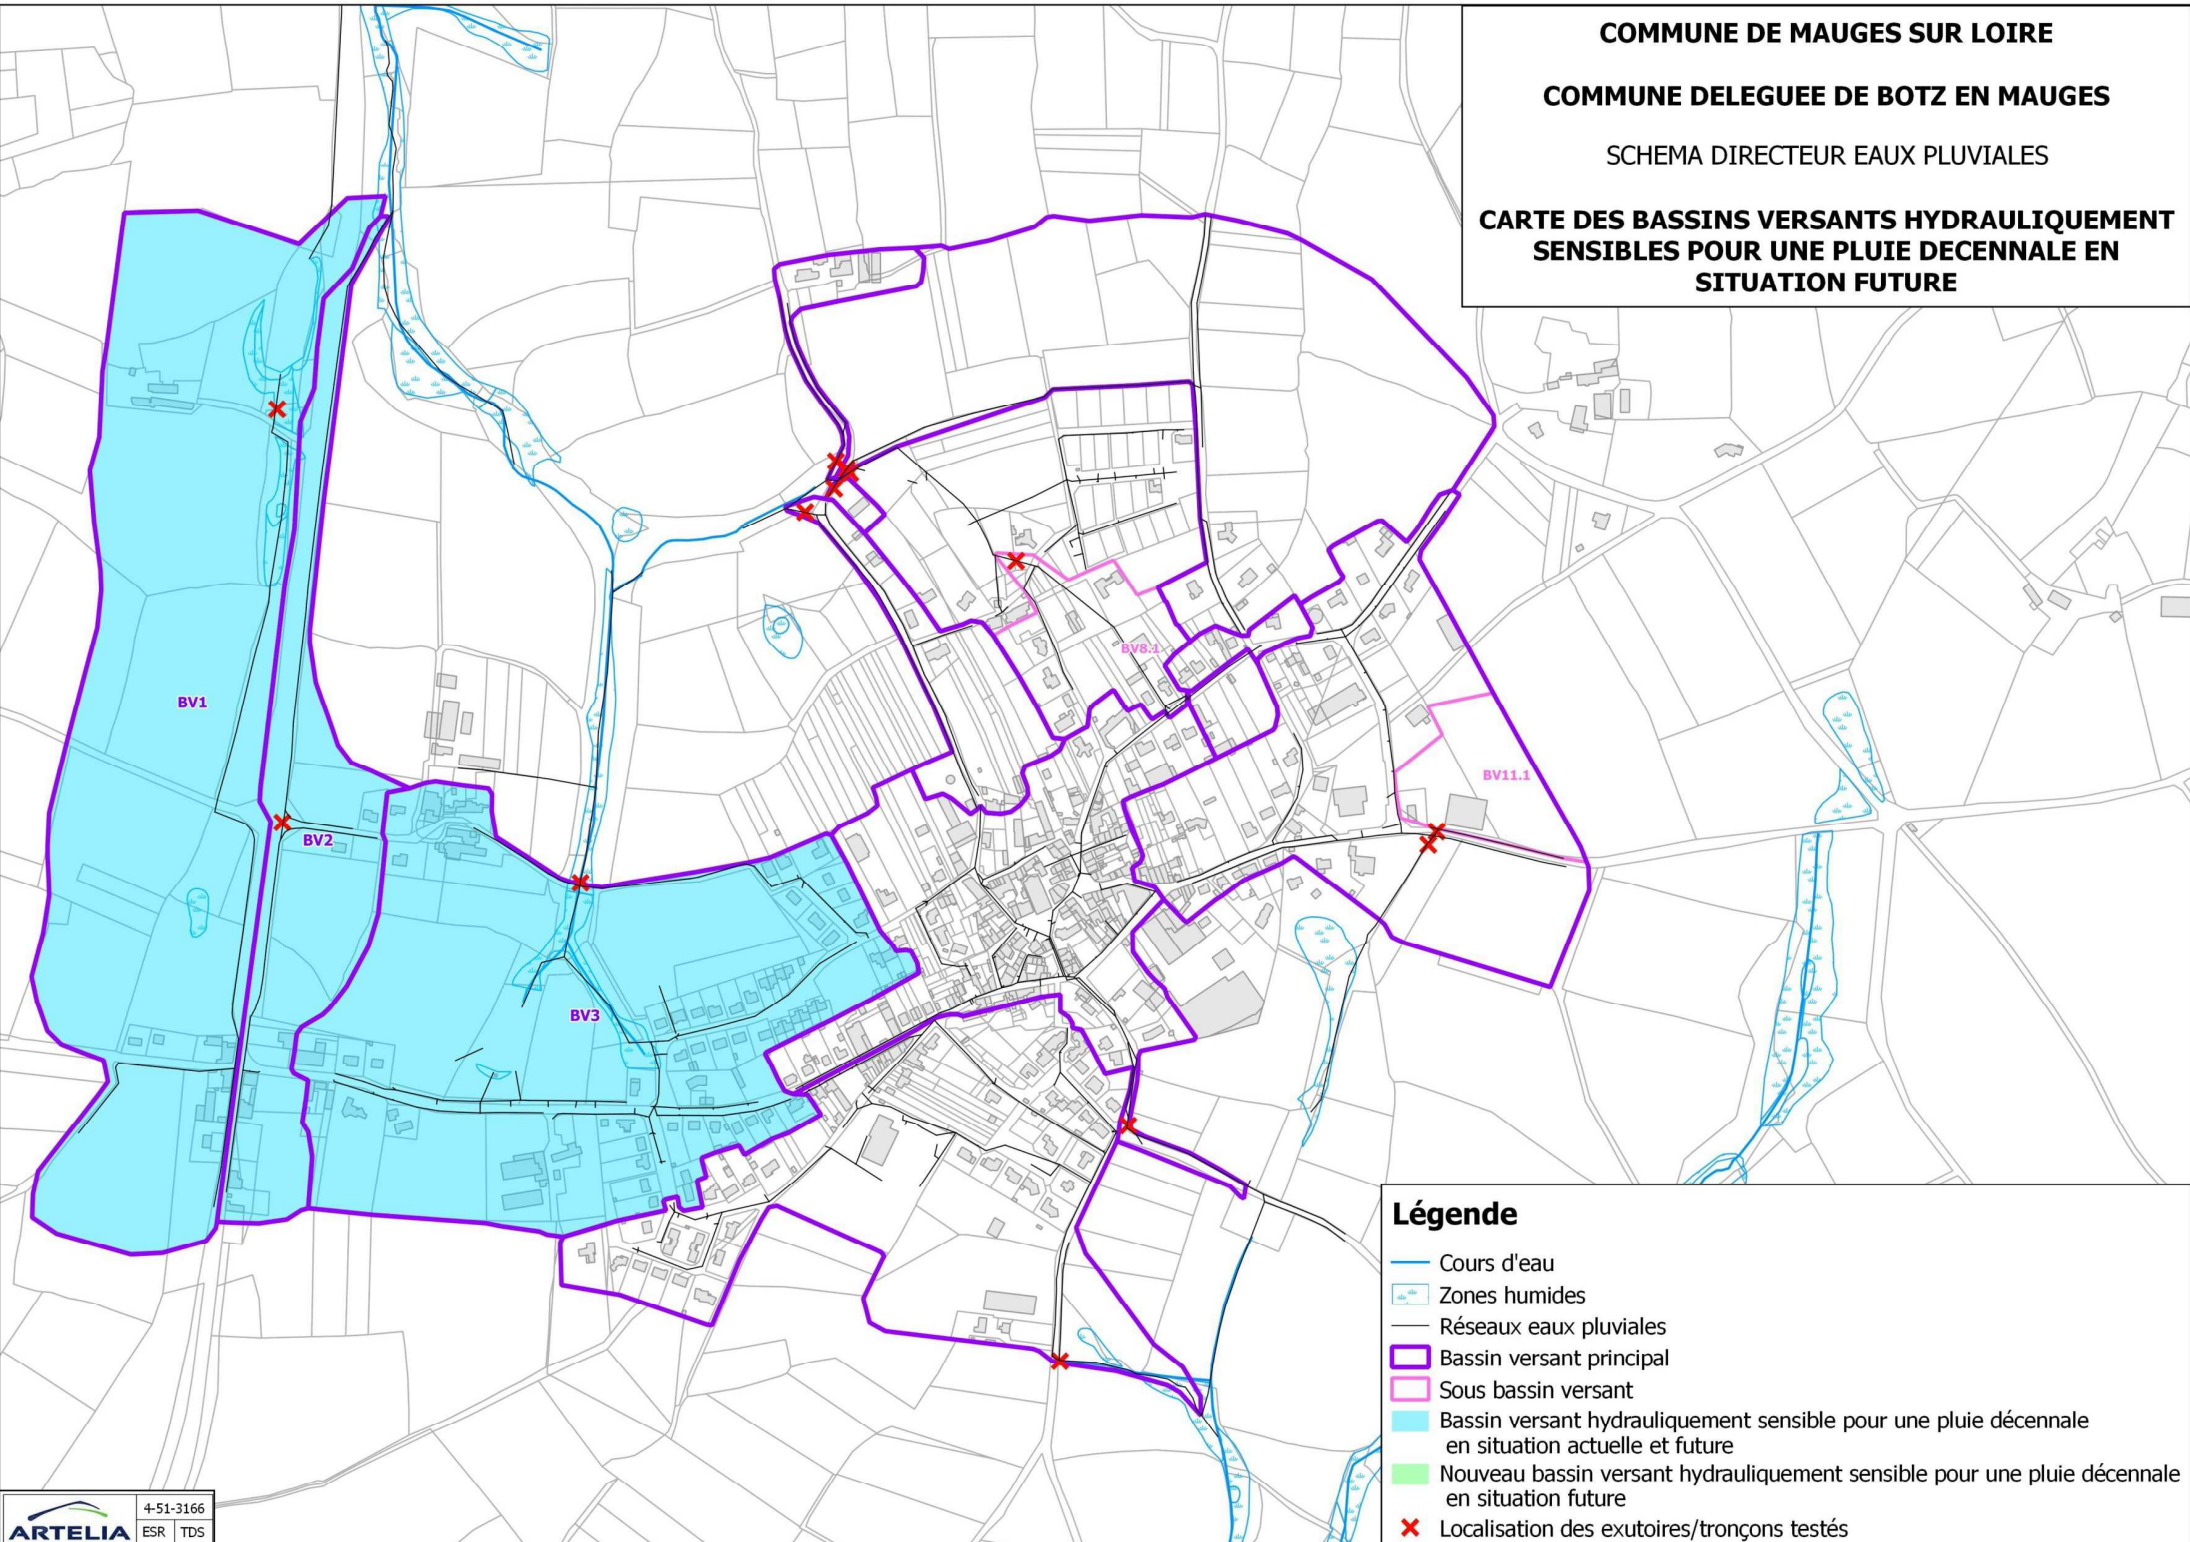 COMMUNE DE MAUGES SUR LOIRE
COMMUNE DELEGUEE DE BOTZ EN MAUGES
SCHEMA DIRECTEUR EAUX PLUVIALES
CARTE DES BASSINS VERSANTS HYDRAULIQUEMENT
SENSIBLES POUR UNE PLUIE DECENNALE EN
SITUATION FUTURE
BV8.1
BV1
BV11.1
BV2
BV3
Légende
Cours d'eau
Zones humides
Réseaux eaux pluviales
Bassin versant principal
Sous bassin versant
Bassin versant hydrauliquement sensible pour une pluie décennale
en situation actuelle et future
Nouveau bassin versant hydrauliquement sensible pour une pluie décennale
en situation future
Localisation des exutoires/tronçons testés
ARTELIA
4-51-3166
ESR TDS